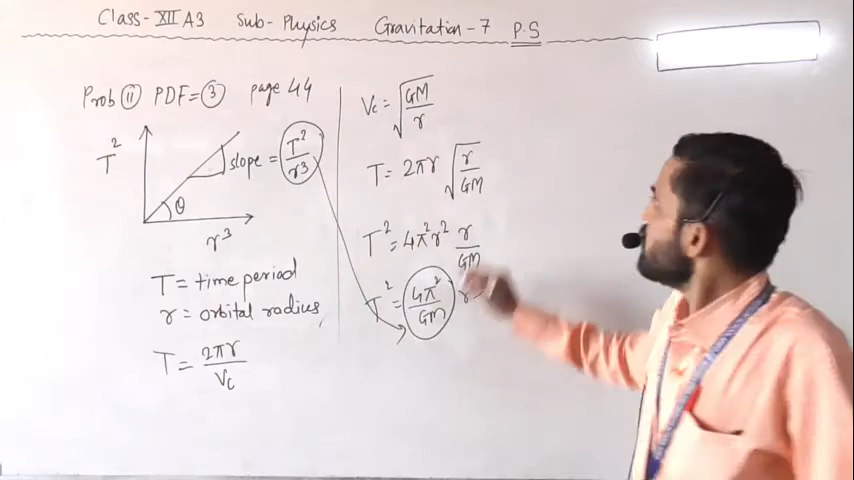 Class-XII A3 Sub-Physics Gravitation-7 P.S
Prob ⑪ PDF=③ page 44
T²
slope = T²/r³
θ
r³
T = time period
r = orbital radius
T = 2πr/Vc
Vc = √(GM/r)
T = 2πr √(r/GM)
T² = 4π²r² r/GM
T² = 4π²/GM